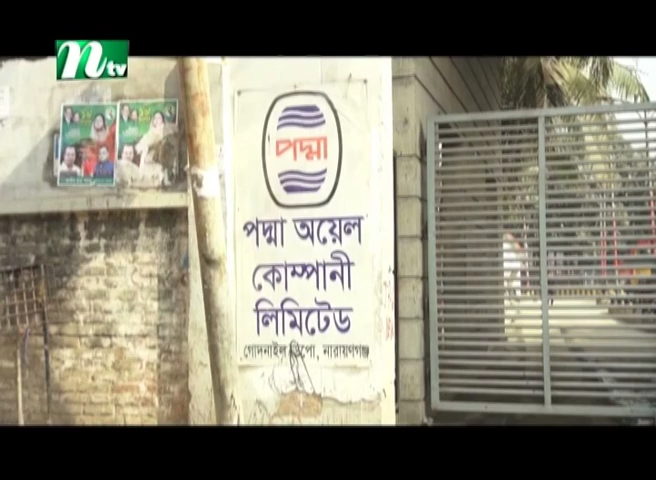 ntv
পদ্মা
পদ্মা অয়েল
কোম্পানী
লিমিটেড
গোদনাইল ডিপো, নারায়ণগঞ্জ